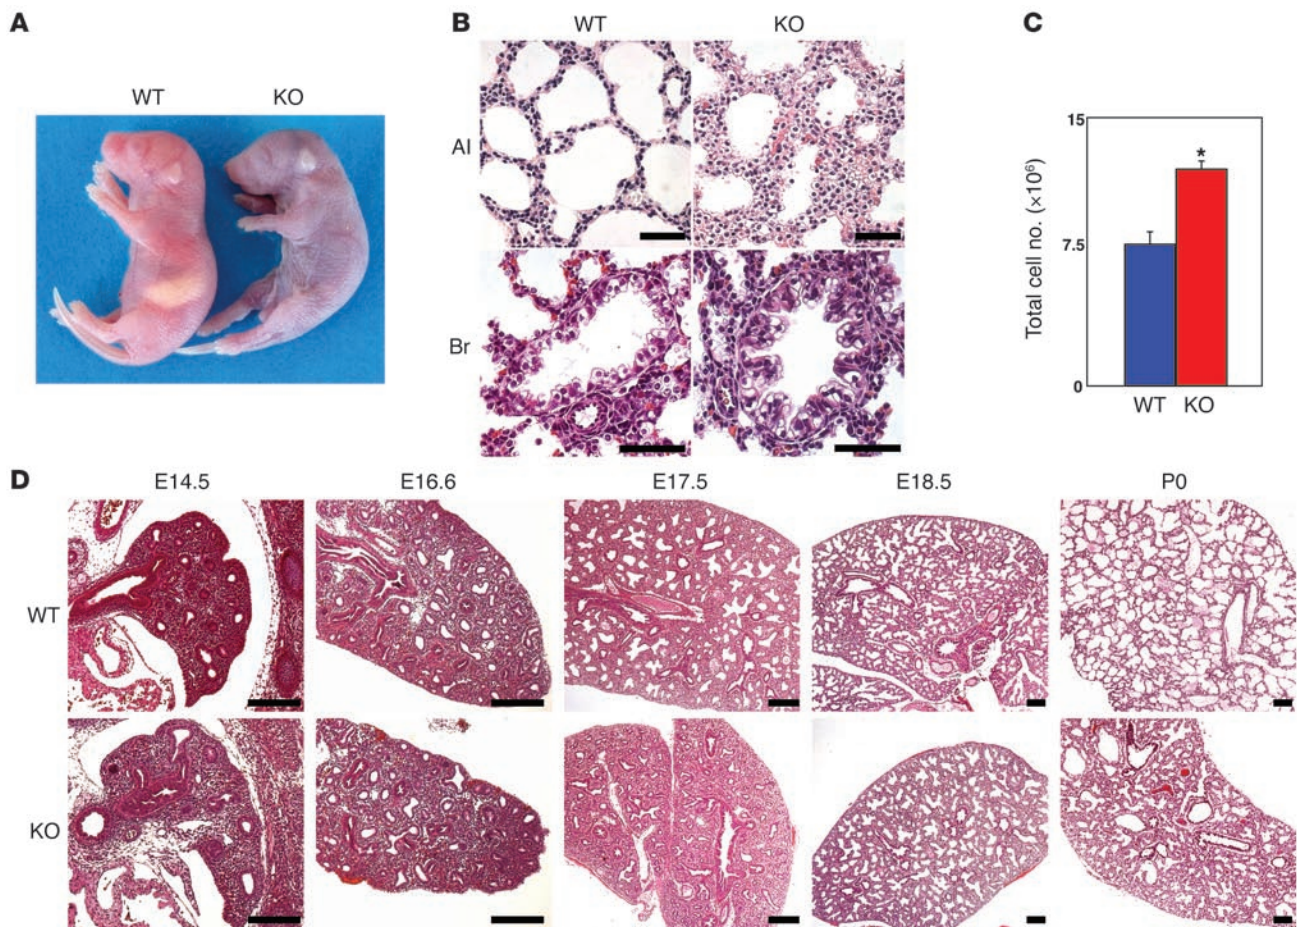 A
WT KO
B
WT KO
Al
Br
C
Total cell no. (×10⁶)
15
7.5
0
*
WT KO
D
E14.5 E16.6 E17.5 E18.5 P0
WT
KO